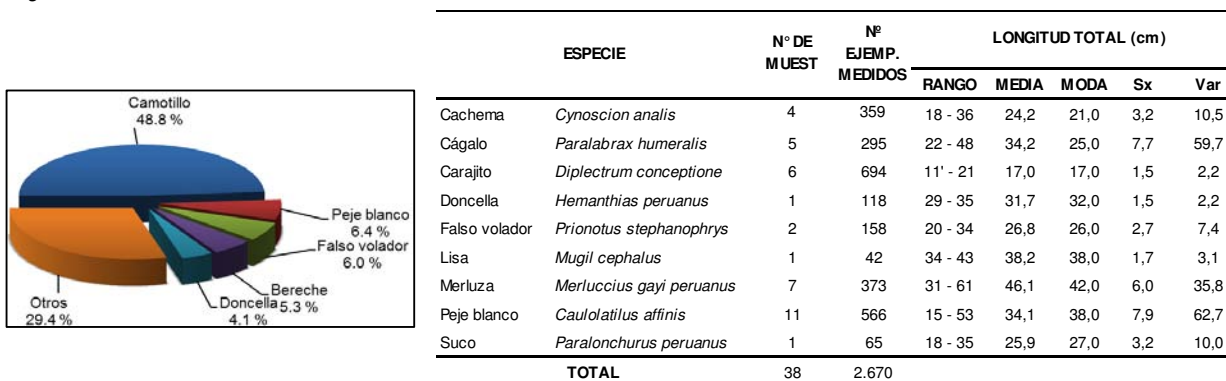 Camotillo
48.8 %
Peje blanco
6.4 %
Falso volador
6.0 %
Bereche
5.3 %
Doncella
4.1 %
Otros
29.4 %
ESPECIE N° DE MUEST Nº EJEMP. MEDIDOS LONGITUD TOTAL (cm)
RANGO MEDIA MODA Sx Var
Cachema Cynoscion analis 4 359 18 - 36 24,2 21,0 3,2 10,5
Cágalo Paralabrax humeralis 5 295 22 - 48 34,2 25,0 7,7 59,7
Carajito Diplectrum conceptione 6 694 11' - 21 17,0 17,0 1,5 2,2
Doncella Hemanthias peruanus 1 118 29 - 35 31,7 32,0 1,5 2,2
Falso volador Prionotus stephanophrys 2 158 20 - 34 26,8 26,0 2,7 7,4
Lisa Mugil cephalus 1 42 34 - 43 38,2 38,0 1,7 3,1
Merluza Merluccius gayi peruanus 7 373 31 - 61 46,1 42,0 6,0 35,8
Peje blanco Caulolatilus affinis 11 566 15 - 53 34,1 38,0 7,9 62,7
Suco Paralonchurus peruanus 1 65 18 - 35 25,9 27,0 3,2 10,0
TOTAL 38 2.670